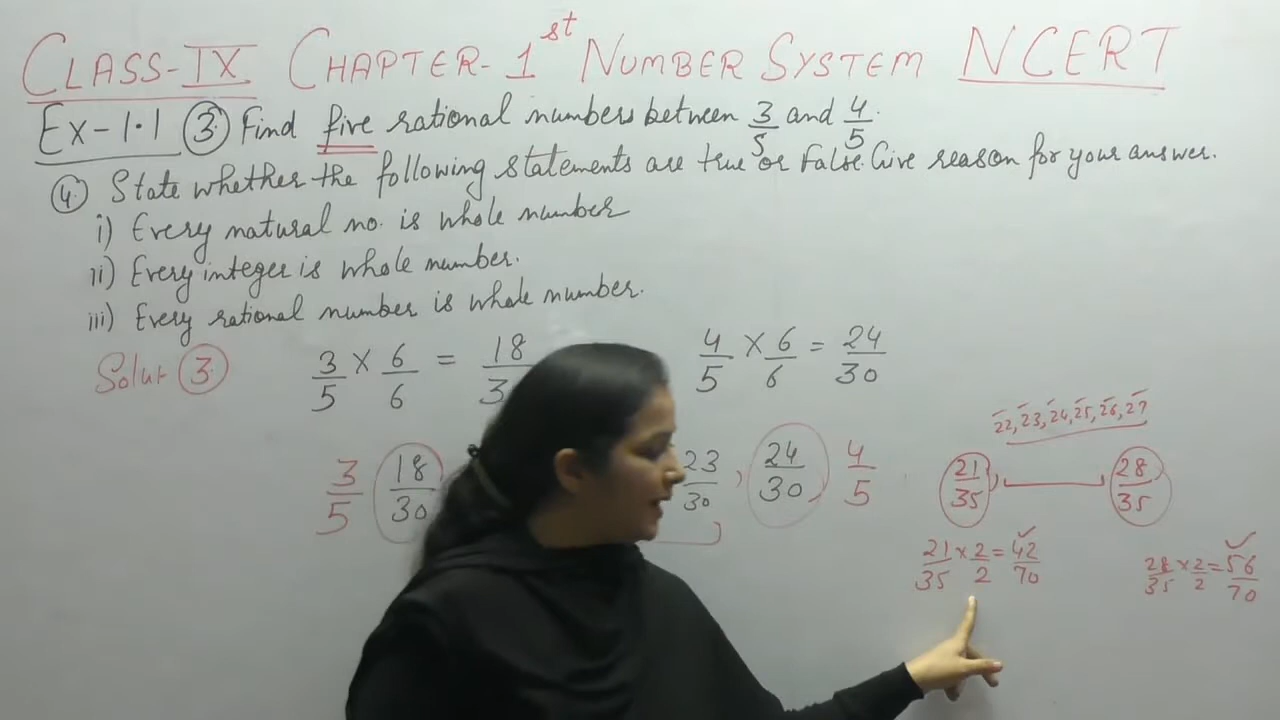 CLASS-IX CHAPTER-1st NUMBER SYSTEM NCERT
Ex-1.1 (3) Find five rational numbers between 3/5 and 4/5.
(4.) State whether the following statements are true or False. Give reason for your answer.
i) Every natural no. is whole number
ii) Every integer is whole number.
iii) Every rational number is whole number.
Solut (3) 3/5 × 6/6 = 18/3 4/5 × 6/6 = 24/30
22, 23, 24, 25, 26, 27
3/5 18/30 23/30, 24/30, 4/5 21/35, 28/35
21/35 × 2/2 = 42/70 28/35 × 2/2 = 56/70